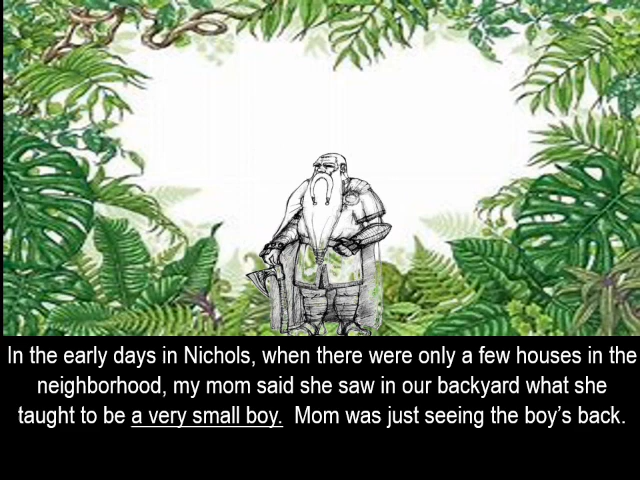 In the early days in Nichols, when there were only a few houses in the
neighborhood, my mom said she saw in our backyard what she
taught to be a very small boy.  Mom was just seeing the boy’s back.